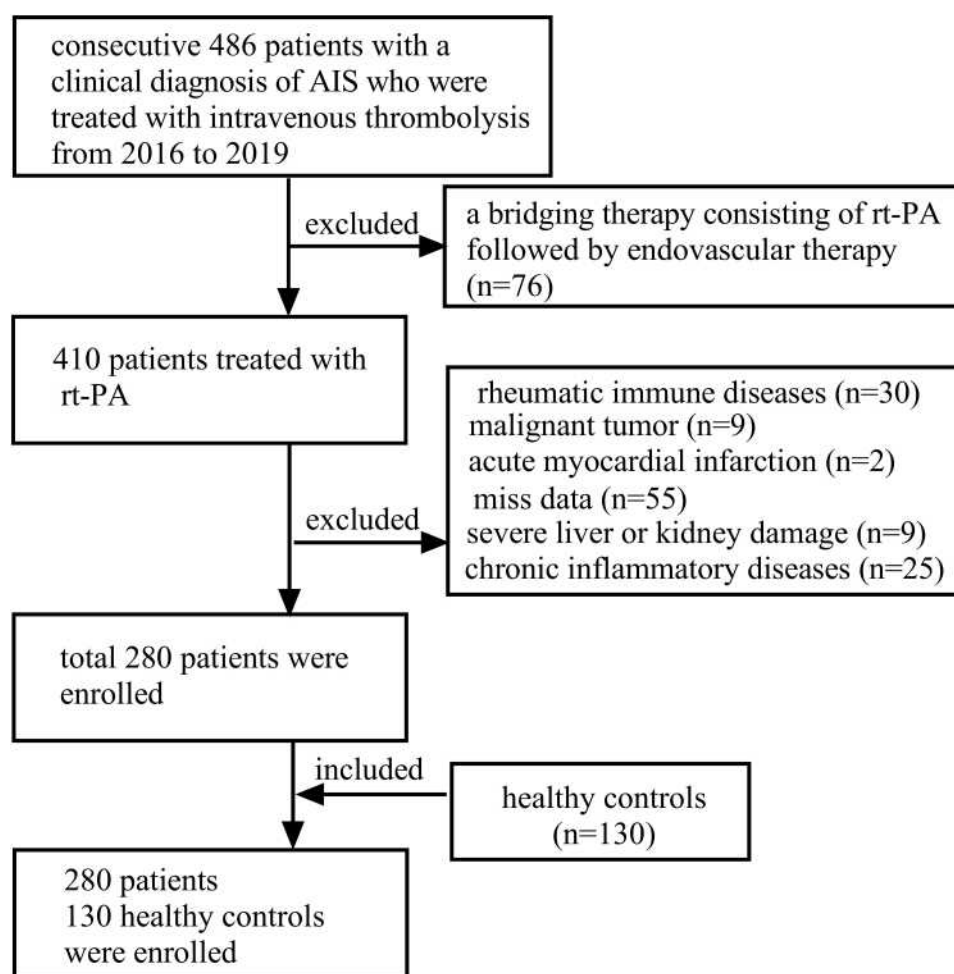 consecutive 486 patients with a
clinical diagnosis of AIS who were
treated with intravenous thrombolysis
from 2016 to 2019
excluded
a bridging therapy consisting of rt-PA
followed by endovascular therapy
(n=76)
410 patients treated with
rt-PA
excluded
rheumatic immune diseases (n=30)
malignant tumor (n=9)
acute myocardial infarction (n=2)
miss data (n=55)
severe liver or kidney damage (n=9)
chronic inflammatory diseases (n=25)
total 280 patients were
enrolled
included
healthy controls
(n=130)
280 patients
130 healthy controls
were enrolled